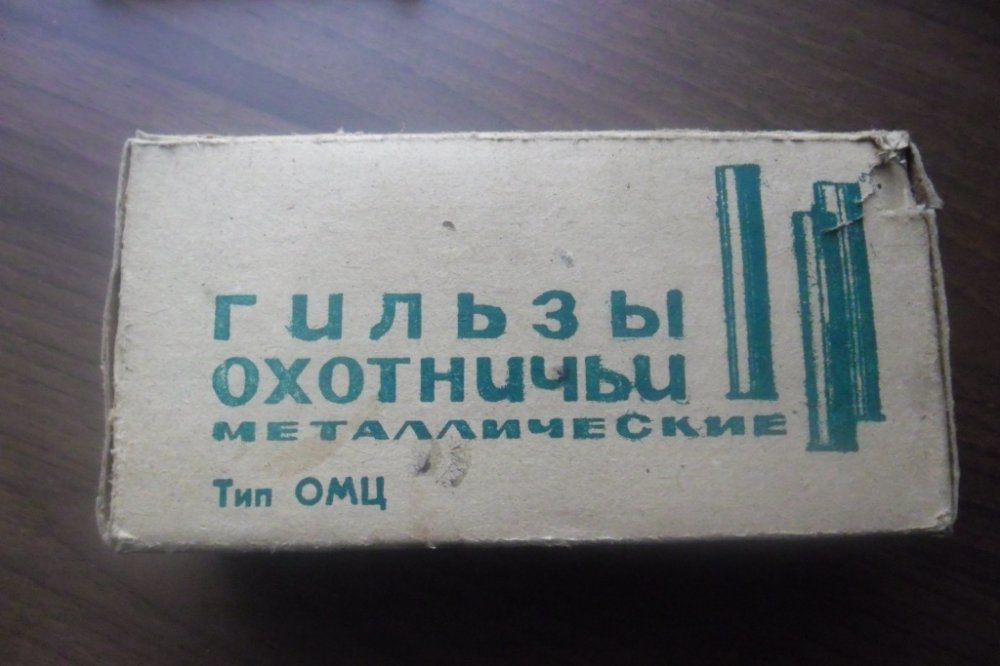 гильзы
охотничьи
металлические
Тип ОМЦ